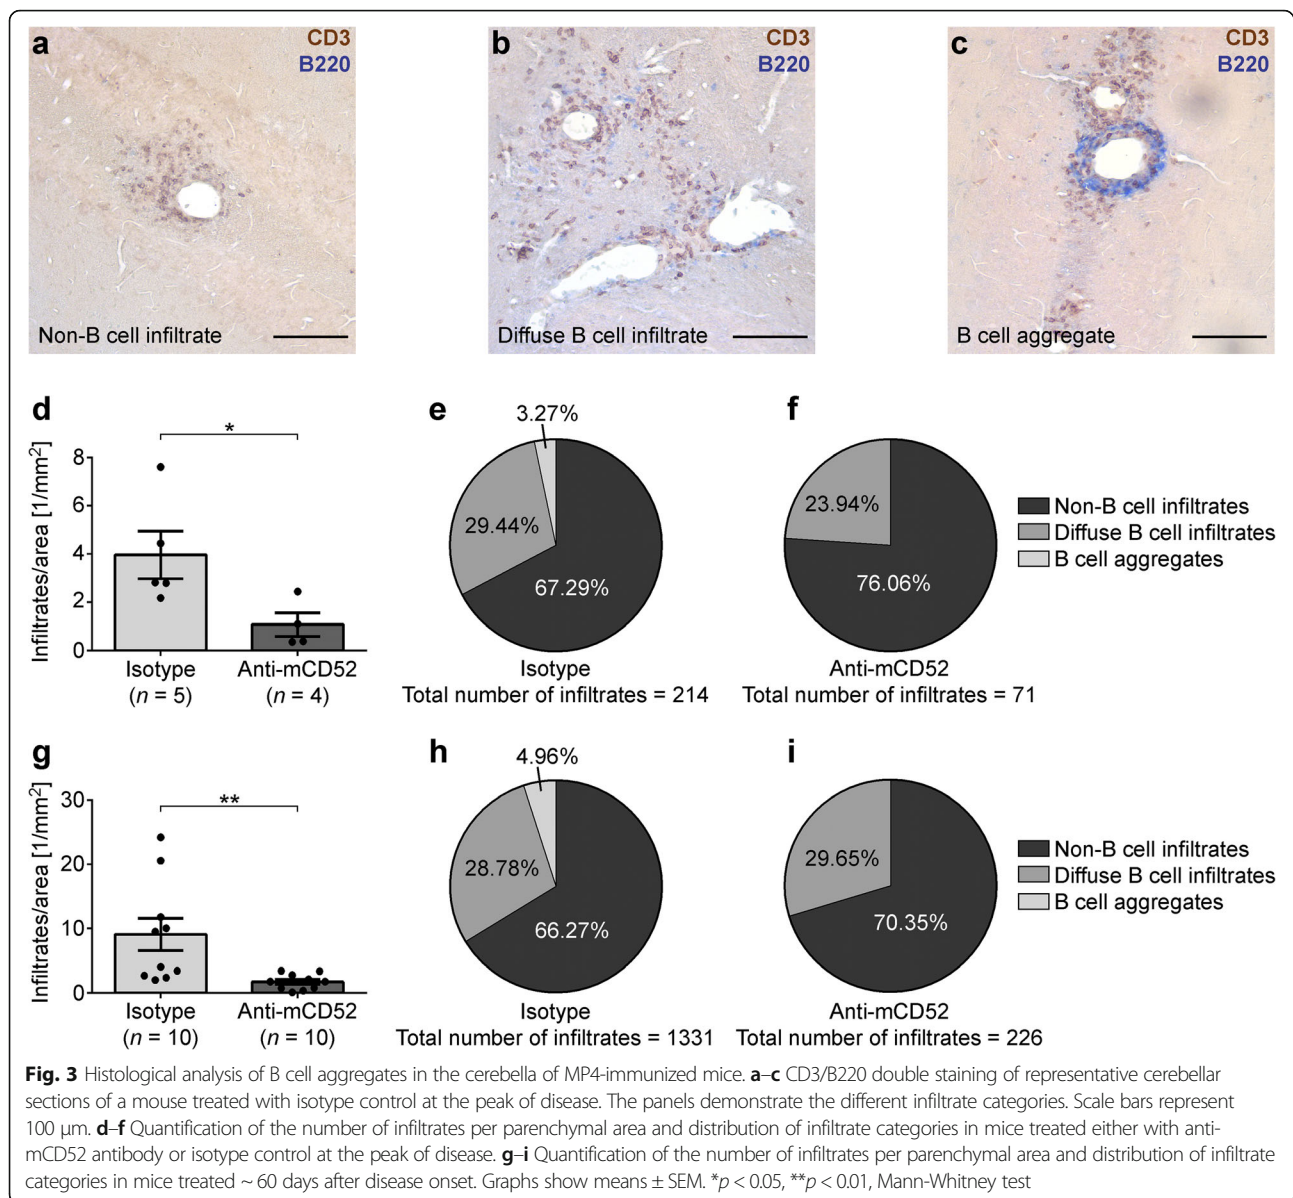 a
CD3
B220
Non-B cell infiltrate
b
CD3
B220
Diffuse B cell infiltrate
c
CD3
B220
B cell aggregate
d
Infiltrates/area [1/mm²]
8
6
4
2
0
*
Isotype
(n = 5)
Anti-mCD52
(n = 4)
e
3.27%
29.44%
67.29%
Isotype
Total number of infiltrates = 214
f
23.94%
76.06%
Anti-mCD52
Total number of infiltrates = 71
Non-B cell infiltrates
Diffuse B cell infiltrates
B cell aggregates
g
Infiltrates/area [1/mm²]
30
20
10
0
**
Isotype
(n = 10)
Anti-mCD52
(n = 10)
h
4.96%
28.78%
66.27%
Isotype
Total number of infiltrates = 1331
i
29.65%
70.35%
Anti-mCD52
Total number of infiltrates = 226
Non-B cell infiltrates
Diffuse B cell infiltrates
B cell aggregates
Fig. 3 Histological analysis of B cell aggregates in the cerebella of MP4-immunized mice. a–c CD3/B220 double staining of representative cerebellar
sections of a mouse treated with isotype control at the peak of disease. The panels demonstrate the different infiltrate categories. Scale bars represent
100 μm. d–f Quantification of the number of infiltrates per parenchymal area and distribution of infiltrate categories in mice treated either with anti-
mCD52 antibody or isotype control at the peak of disease. g–i Quantification of the number of infiltrates per parenchymal area and distribution of infiltrate
categories in mice treated ~ 60 days after disease onset. Graphs show means ± SEM. *p < 0.05, **p < 0.01, Mann-Whitney test